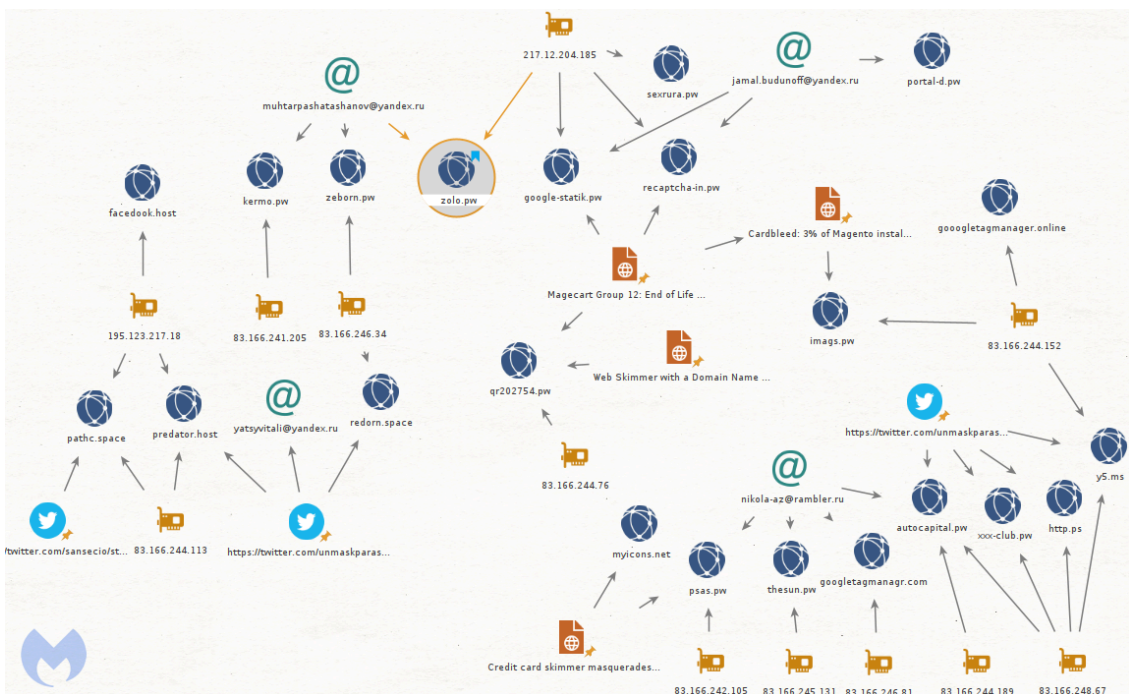 217.12.204.185
jamal.budunoff@yandex.ru
portal-d.pw
sexrura.pw
muhtarpashatashanov@yandex.ru
facedook.host
kermo.pw
zeborn.pw
zolo.pw
google-statik.pw
recaptcha-in.pw
Cardbleed: 3% of Magento instal...
gooogletagmanager.online
Magecart Group 12: End of Life ...
195.123.217.18
83.166.241.205
83.166.246.34
imags.pw
83.166.244.152
Web Skimmer with a Domain Name ...
qr202754.pw
pathc.space
predator.host
yatsyvitali@yandex.ru
redorn.space
https://twitter.com/unmaskparas...
y5.ms
83.166.244.76
nikola-az@rambler.ru
autocapital.pw
xxx-club.pw
http.ps
/twitter.com/sansecio/st...
83.166.244.113
https://twitter.com/unmaskparas...
myicons.net
psas.pw
thesun.pw
googletagmanagr.com
Credit card skimmer masquerades...
83.166.242.105
83.166.245.131
83.166.246.81
83.166.244.189
83.166.248.67